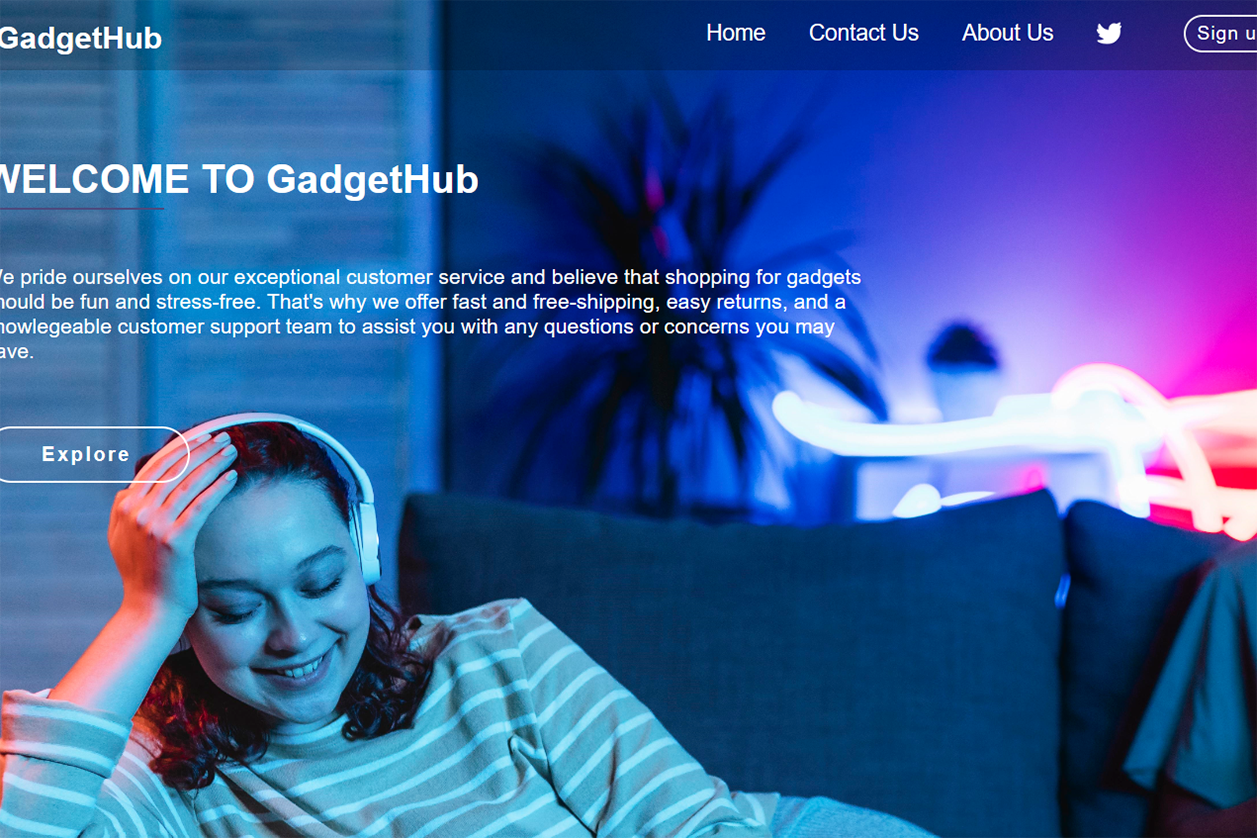 GadgetHub
Home Contact Us About Us Sign u
WELCOME TO GadgetHub
e pride ourselves on our exceptional customer service and believe that shopping for gadgets
hould be fun and stress-free. That's why we offer fast and free-shipping, easy returns, and a
nowlegeable customer support team to assist you with any questions or concerns you may
ave.
Explore